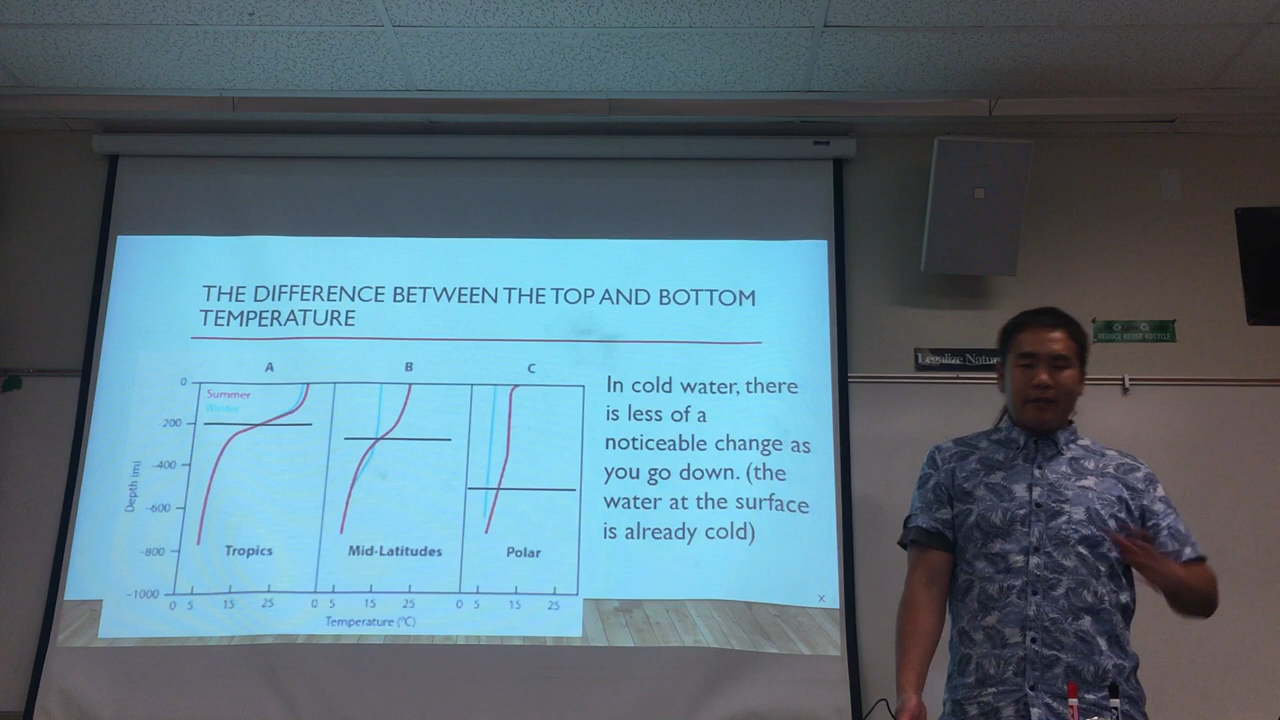 THE DIFFERENCE BETWEEN THE TOP AND BOTTOM
TEMPERATURE
A
B
C
0
-200
-400
-600
-800
-1000
Depth (m)
Summer
Winter
Tropics
Mid-Latitudes
Polar
0 5 15 25 0 5 15 25 0 5 15 25
Temperature (°C)
In cold water, there
is less of a
noticeable change as
you go down. (the
water at the surface
is already cold)
x
Legalize Natur
REDUCE REUSE RECYCLE